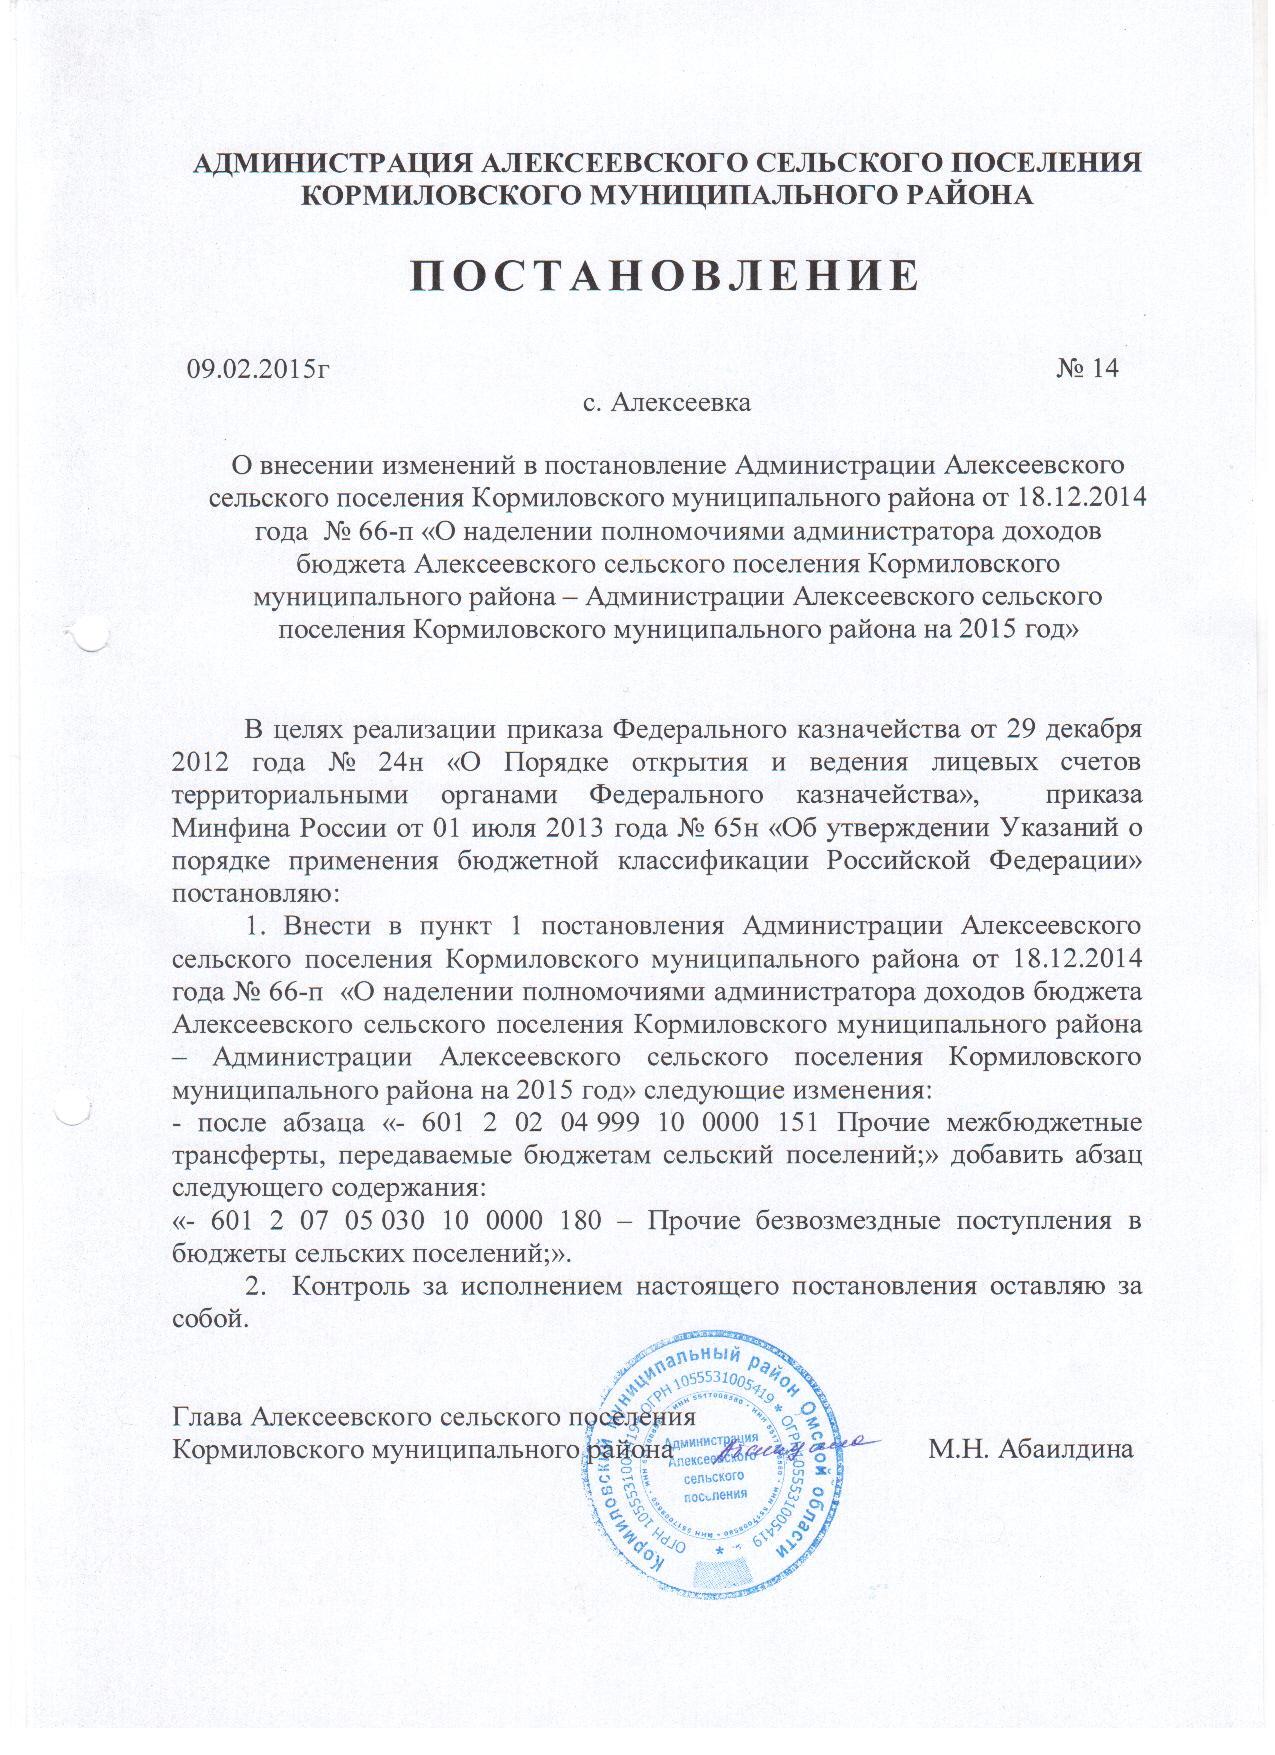 АДМИНИСТРАЦИЯ АЛЕКСЕЕВСКОГО СЕЛЬСКОГО ПОСЕЛЕНИЯ
КОРМИЛОВСКОГО МУНИЦИПАЛЬНОГО РАЙОНА
ПОСТАНОВЛЕНИЕ
09.02.2015г № 14
с. Алексеевка
О внесении изменений в постановление Администрации Алексеевского
сельского поселения Кормиловского муниципального района от 18.12.2014
года № 66-п «О наделении полномочиями администратора доходов
бюджета Алексеевского сельского поселения Кормиловского
муниципального района – Администрации Алексеевского сельского
поселения Кормиловского муниципального района на 2015 год»
В целях реализации приказа Федерального казначейства от 29 декабря
2012 года № 24н «О Порядке открытия и ведения лицевых счетов
территориальными органами Федерального казначейства», приказа
Минфина России от 01 июля 2013 года № 65н «Об утверждении Указаний о
порядке применения бюджетной классификации Российской Федерации»
постановляю:
1. Внести в пункт 1 постановления Администрации Алексеевского
сельского поселения Кормиловского муниципального района от 18.12.2014
года № 66-п «О наделении полномочиями администратора доходов бюджета
Алексеевского сельского поселения Кормиловского муниципального района
– Администрации Алексеевского сельского поселения Кормиловского
муниципального района на 2015 год» следующие изменения:
- после абзаца «- 601 2 02 04 999 10 0000 151 Прочие межбюджетные
трансферты, передаваемые бюджетам сельский поселений;» добавить абзац
следующего содержания:
«- 601 2 07 05 030 10 0000 180 – Прочие безвозмездные поступления в
бюджеты сельских поселений;».
2. Контроль за исполнением настоящего постановления оставляю за
собой.
Глава Алексеевского сельского поселения
Кормиловского муниципального района М.Н. Абаилдина
Кормиловский муниципальный район Омской области
ОГРН 1055531005419 * ОГРН 1055531005419
Администрация
Алексеевского
сельского
поселения